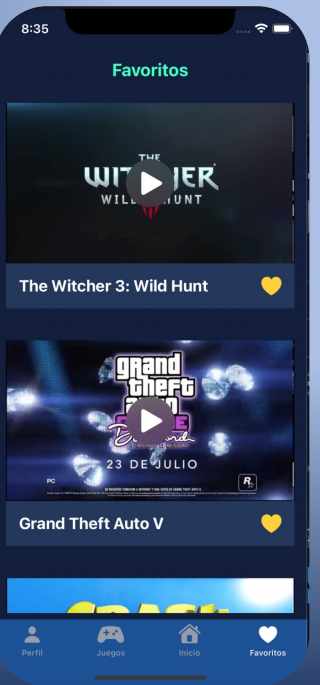 8:35
Favoritos
THE
WITCHER
WILD HUNT
The Witcher 3: Wild Hunt
grand
theft
auto
23 DE JULIO
PC
R
Grand Theft Auto V
CRASH
Perfil
Juegos
Inicio
Favoritos